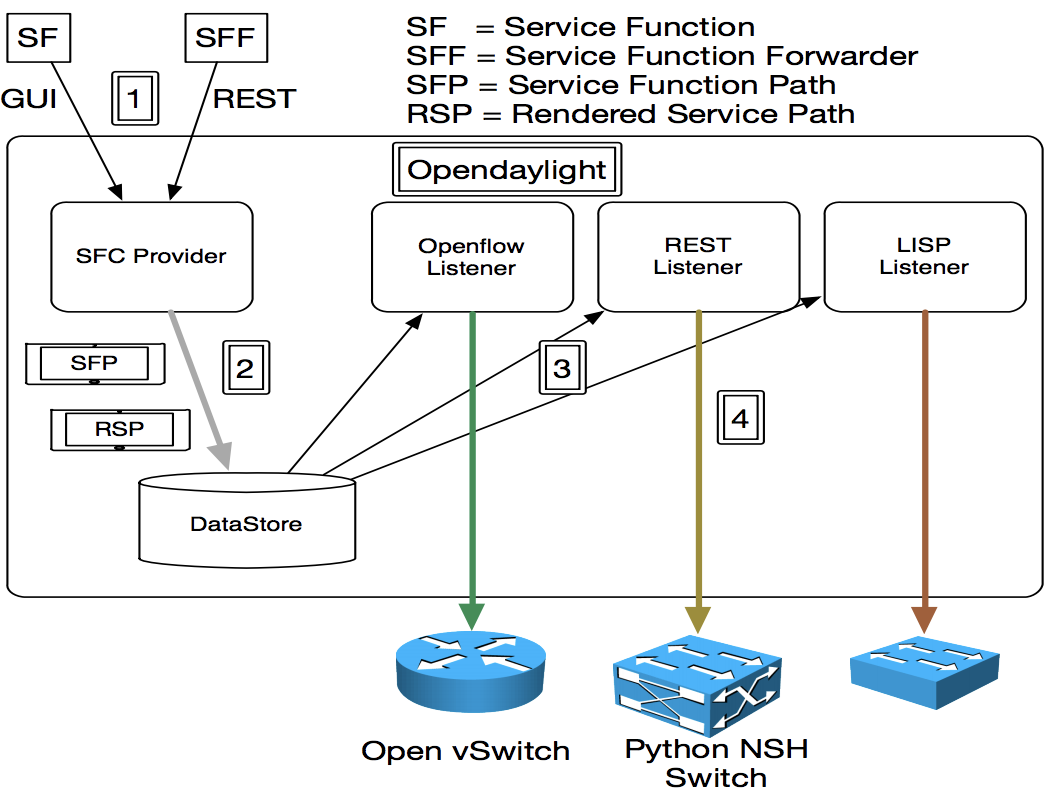 SF
SFF
SF = Service Function
SFF = Service Function Forwarder
SFP = Service Function Path
RSP = Rendered Service Path
GUI
1
REST
Opendaylight
SFC Provider
Openflow
Listener
REST
Listener
LISP
Listener
SFP
2
3
RSP
4
DataStore
Open vSwitch
Python NSH
Switch